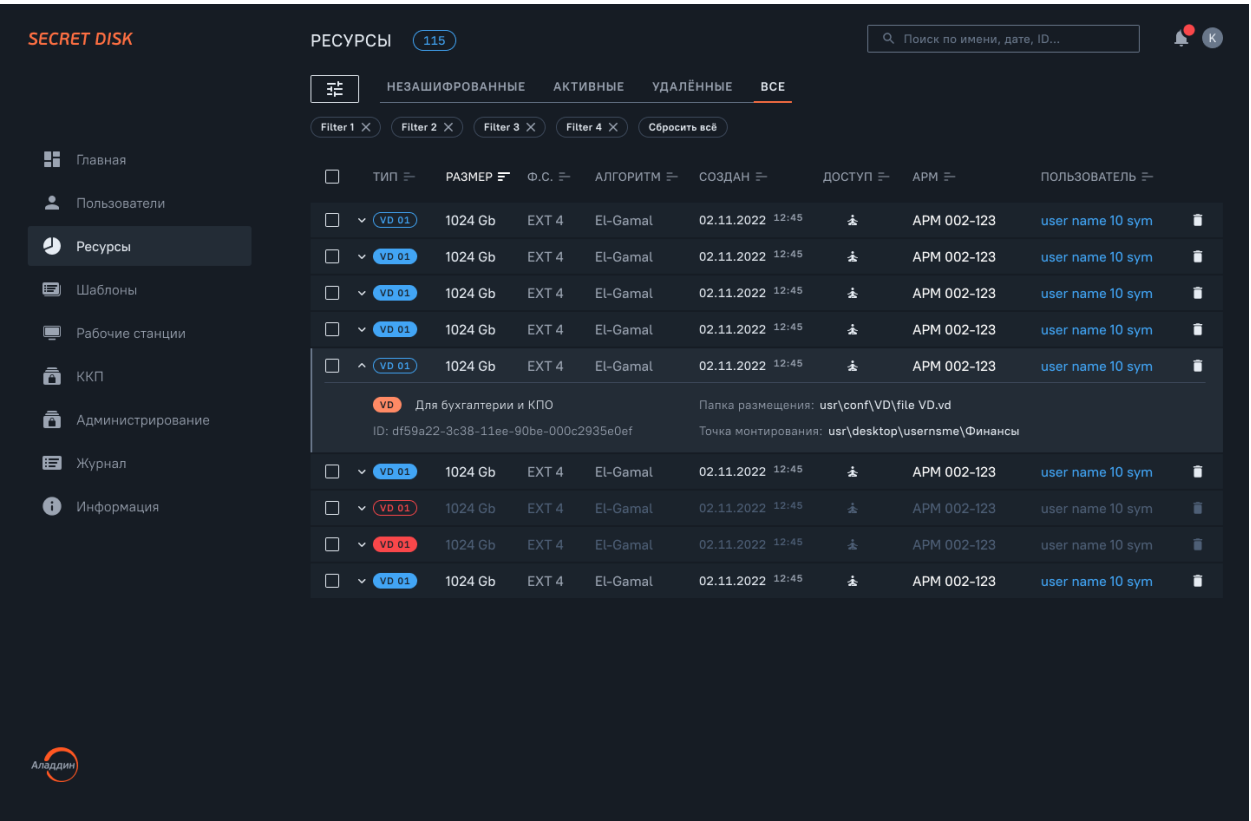 SECRET DISK
РЕСУРСЫ 115
Поиск по имени, дате, ID...
K
НЕЗАШИФРОВАННЫЕ АКТИВНЫЕ УДАЛЁННЫЕ ВСЕ
Filter 1 Filter 2 Filter 3 Filter 4 Сбросить всё
Главная
Пользователи
Ресурсы
Шаблоны
Рабочие станции
ККП
Администрирование
Журнал
Информация
ТИП РАЗМЕР Ф.С. АЛГОРИТМ СОЗДАН ДОСТУП АРМ ПОЛЬЗОВАТЕЛЬ
VD 01 1024 Gb EXT 4 El-Gamal 02.11.2022 12:45 АРМ 002-123 user name 10 sym
VD 01 1024 Gb EXT 4 El-Gamal 02.11.2022 12:45 АРМ 002-123 user name 10 sym
VD 01 1024 Gb EXT 4 El-Gamal 02.11.2022 12:45 АРМ 002-123 user name 10 sym
VD 01 1024 Gb EXT 4 El-Gamal 02.11.2022 12:45 АРМ 002-123 user name 10 sym
VD 01 1024 Gb EXT 4 El-Gamal 02.11.2022 12:45 АРМ 002-123 user name 10 sym
VD Для бухгалтерии и КПО Папка размещения: usr\conf\VD\file VD.vd
ID: df59a22-3c38-11ee-90be-000c2935e0ef Точка монтирования: usr\desktop\usernsme\Финансы
VD 01 1024 Gb EXT 4 El-Gamal 02.11.2022 12:45 АРМ 002-123 user name 10 sym
VD 01 1024 Gb EXT 4 El-Gamal 02.11.2022 12:45 АРМ 002-123 user name 10 sym
VD 01 1024 Gb EXT 4 El-Gamal 02.11.2022 12:45 АРМ 002-123 user name 10 sym
VD 01 1024 Gb EXT 4 El-Gamal 02.11.2022 12:45 АРМ 002-123 user name 10 sym
Аладдин